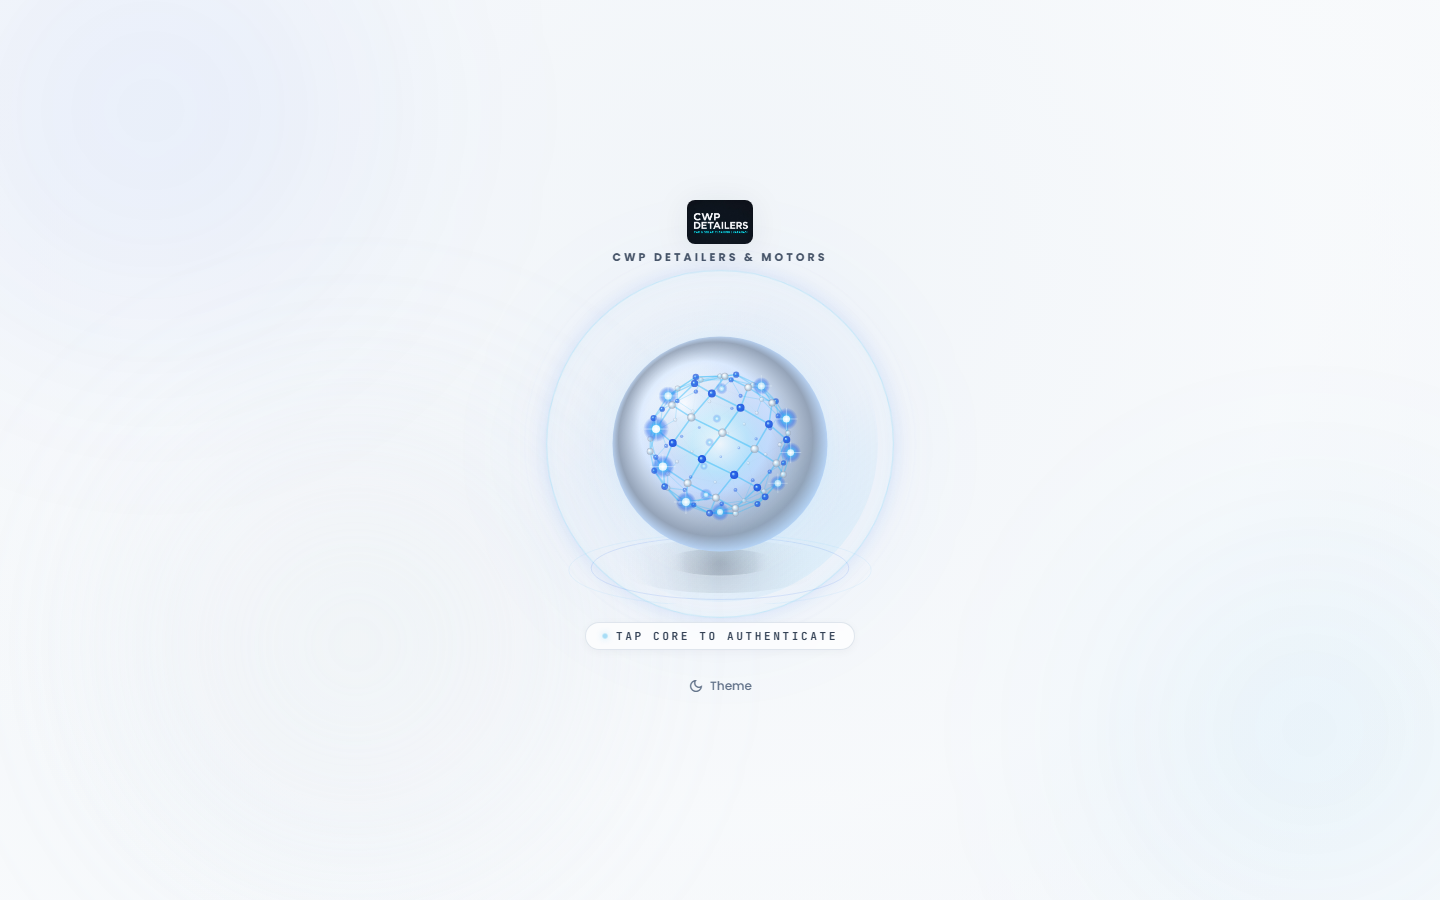 CWP
DETAILERS
CWP DETAILERS & MOTORS
TAP CORE TO AUTHENTICATE
Theme